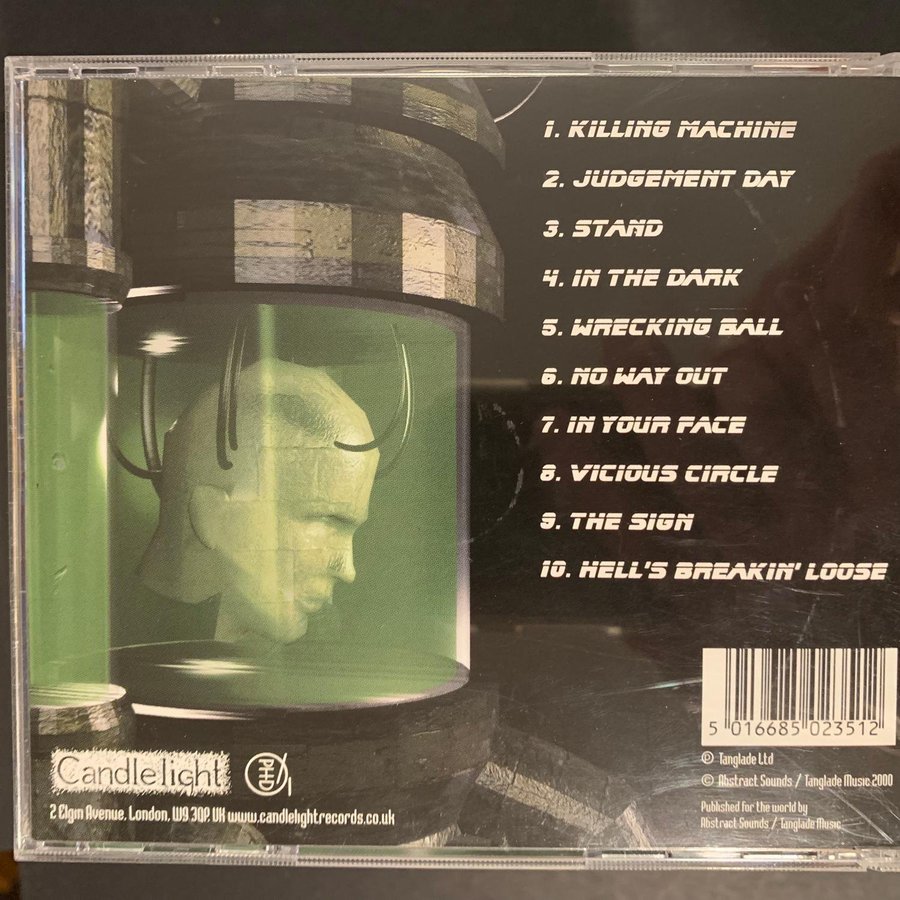 1. KILLING MACHINE
2. JUDGEMENT DAY
3. STAND
4. IN THE DARK
5. WRECKING BALL
6. NO WAY OUT
7. IN YOUR FACE
8. VICIOUS CIRCLE
9. THE SIGN
10. HELL'S BREAKIN' LOOSE
5 016685 023512
℗ Tanglade Ltd
© Abstract Sounds / Tanglade Music 2000
Published for the world by
Abstract Sounds / Tanglade Music
Candlelight
PHD
2 Elgin Avenue, London, W9 3QP. UK www.candlelightrecords.co.uk